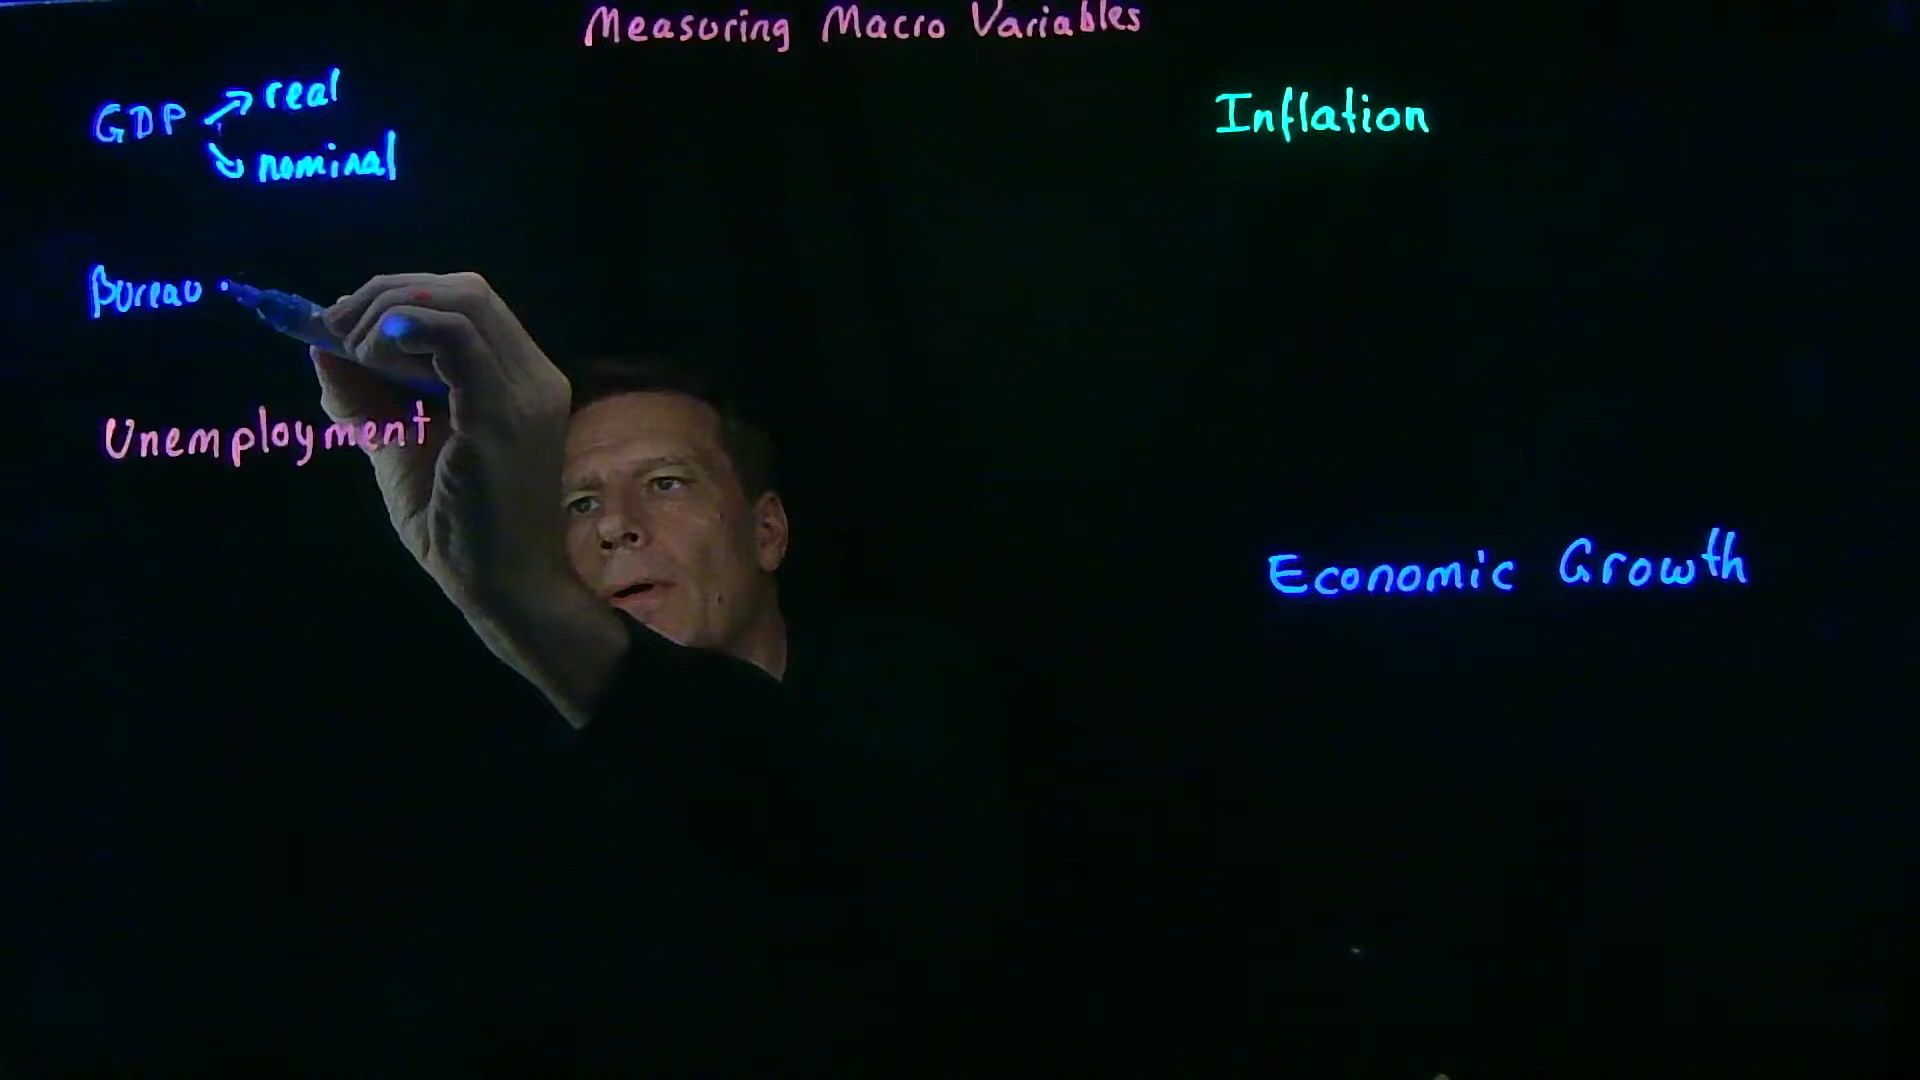 Measuring Macro Variables
GDP → real
↘ nominal
Inflation
Bureau
Unemployment
Economic Growth